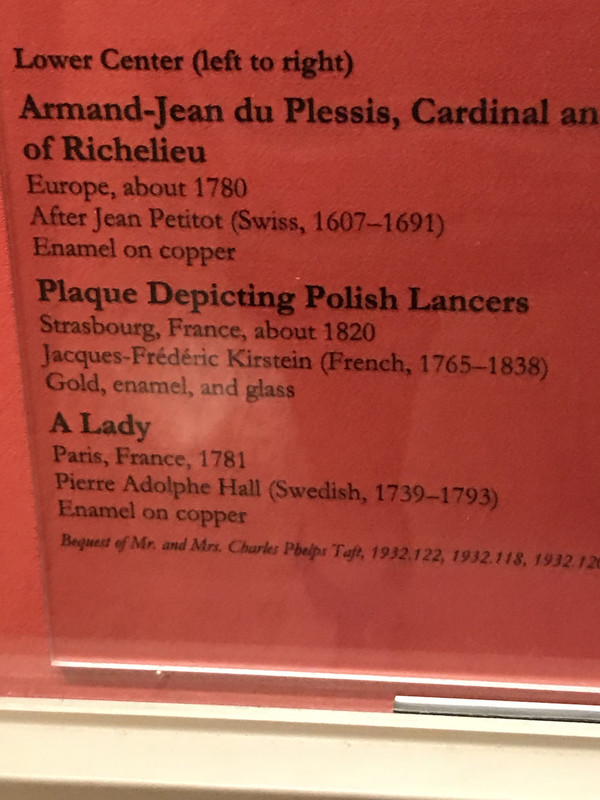 Lower Center (left to right)
Armand-Jean du Plessis, Cardinal an
of Richelieu
Europe, about 1780
After Jean Petitot (Swiss, 1607–1691)
Enamel on copper
Plaque Depicting Polish Lancers
Strasbourg, France, about 1820
Jacques-Frédéric Kirstein (French, 1765–1838)
Gold, enamel, and glass
A Lady
Paris, France, 1781
Pierre Adolphe Hall (Swedish, 1739–1793)
Enamel on copper
Bequest of Mr. and Mrs. Charles Phelps Taft, 1932.122, 1932.118, 1932.120